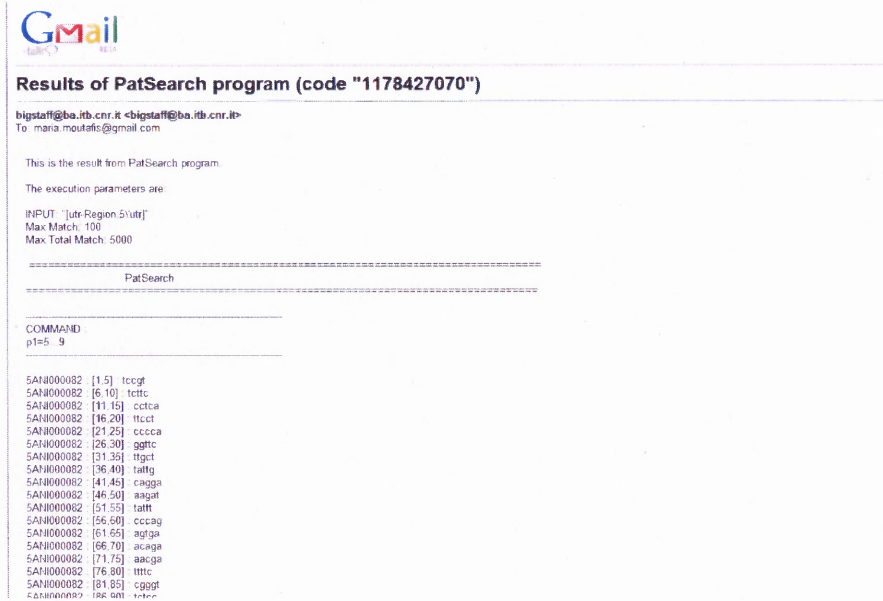 Gmail
BETA
Results of PatSearch program (code "1178427070")
bigstaff@ba.itb.cnr.it <bigstaff@ba.itb.cnr.it>
To: maria.moutafis@gmail.com
This is the result from PatSearch program.
The execution parameters are:
INPUT: "[utr-Region:5\'utr]"
Max Match: 100
Max Total Match: 5000
PatSearch
COMMAND :
p1=5...9
5ANI000082 : [1,5] : tccgt
5ANI000082 : [6,10] : tcttc
5ANI000082 : [11,15] : cctca
5ANI000082 : [16,20] : ttcct
5ANI000082 : [21,25] : cccca
5ANI000082 : [26,30] : ggttc
5ANI000082 : [31,35] : ttgct
5ANI000082 : [36,40] : tattg
5ANI000082 : [41,45] : cagga
5ANI000082 : [46,50] : aagat
5ANI000082 : [51,55] : tattt
5ANI000082 : [56,60] : cccag
5ANI000082 : [61,65] : agtga
5ANI000082 : [66,70] : acaga
5ANI000082 : [71,75] : aacga
5ANI000082 : [76,80] : ttttc
5ANI000082 : [81,85] : cgggt
5ANI000082 : [86,90] : tctcc